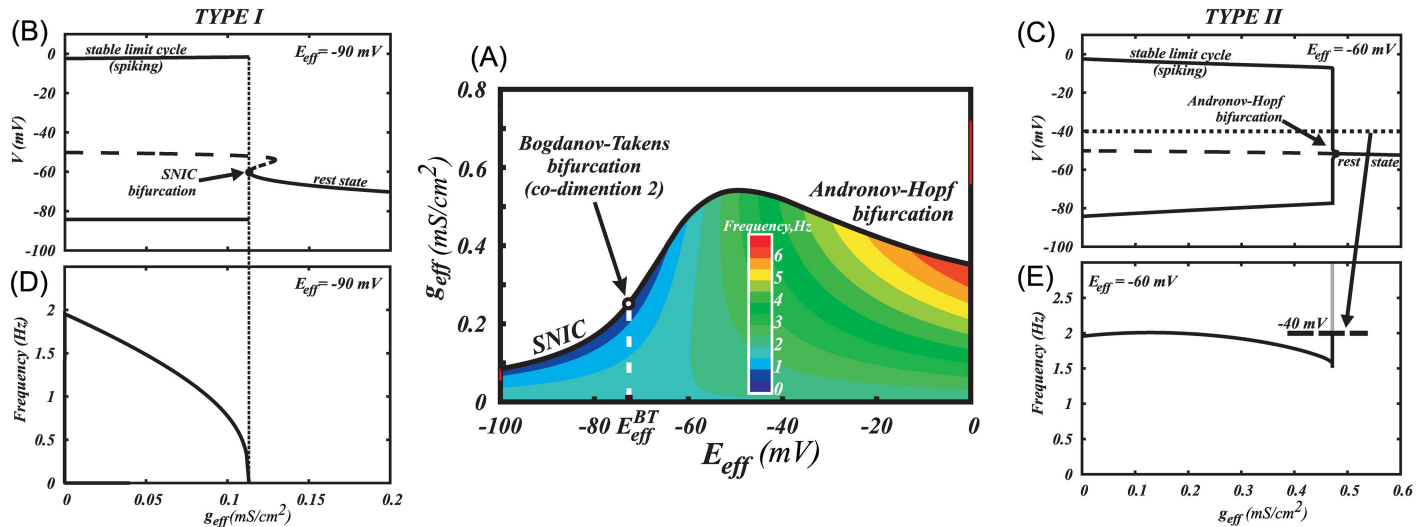 TYPE I
(B)
E_eff = -90 mV
stable limit cycle
(spiking)
V (mV)
0
-20
-40
-60
-80
-100
SNIC
bifurcation
rest state
(D)
E_eff = -90 mV
Frequency (Hz)
2
1.5
1
0.5
0
0
0.05
0.1
0.15
0.2
g_eff (mS/cm²)
(A)
g_eff (mS/cm²)
0.8
0.6
0.4
0.2
0
Bogdanov-Takens
bifurcation
(co-dimention 2)
Andronov-Hopf
bifurcation
SNIC
Frequency,Hz
6
5
4
3
2
1
0
-100
-80
E_eff^BT
-60
-40
-20
0
E_eff (mV)
TYPE II
(C)
E_eff = -60 mV
stable limit cycle
(spiking)
V (mV)
0
-20
-40
-60
-80
-100
Andronov-Hopf
bifurcation
rest state
(E)
E_eff = -60 mV
-40 mV
Frequency (Hz)
2.5
2
1.5
1
0.5
0
0
0.1
0.2
0.3
0.4
0.5
0.6
g_eff (mS/cm²)